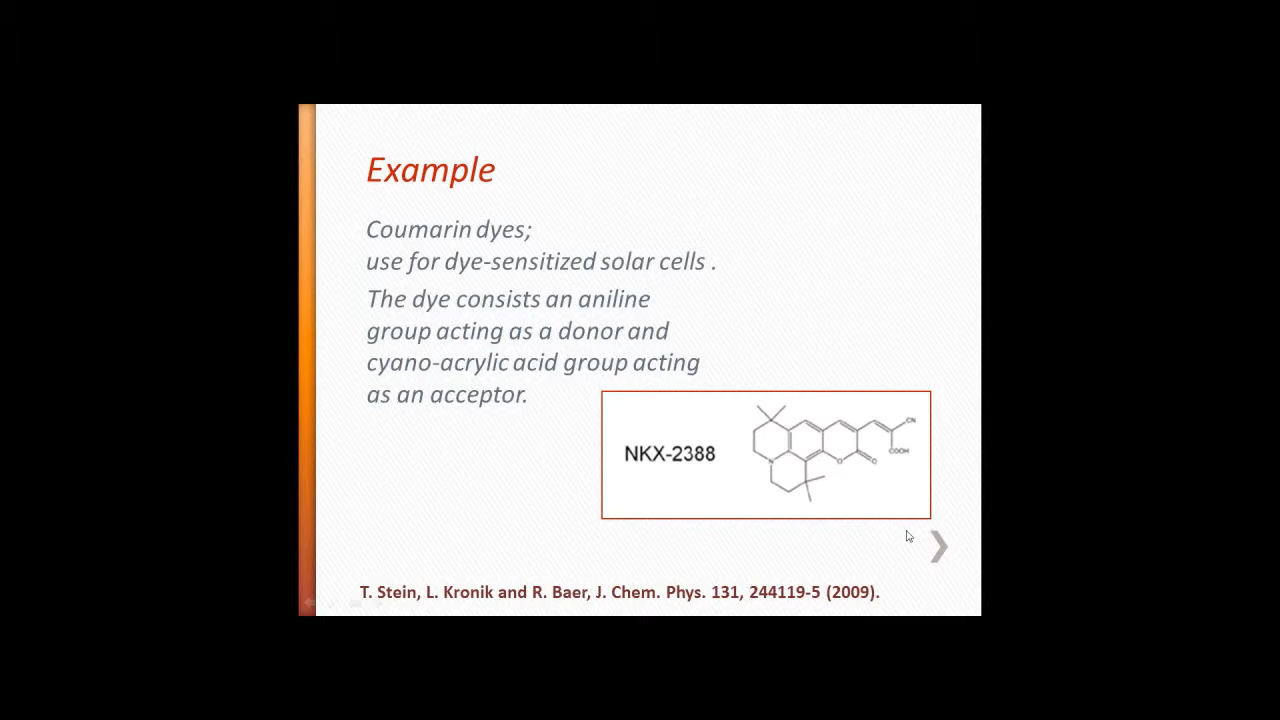 Example
Coumarin dyes;
use for dye-sensitized solar cells .
The dye consists an aniline
group acting as a donor and
cyano-acrylic acid group acting
as an acceptor.
NKX-2388
CN
COOH
N
O
O
T. Stein, L. Kronik and R. Baer, J. Chem. Phys. 131, 244119-5 (2009).